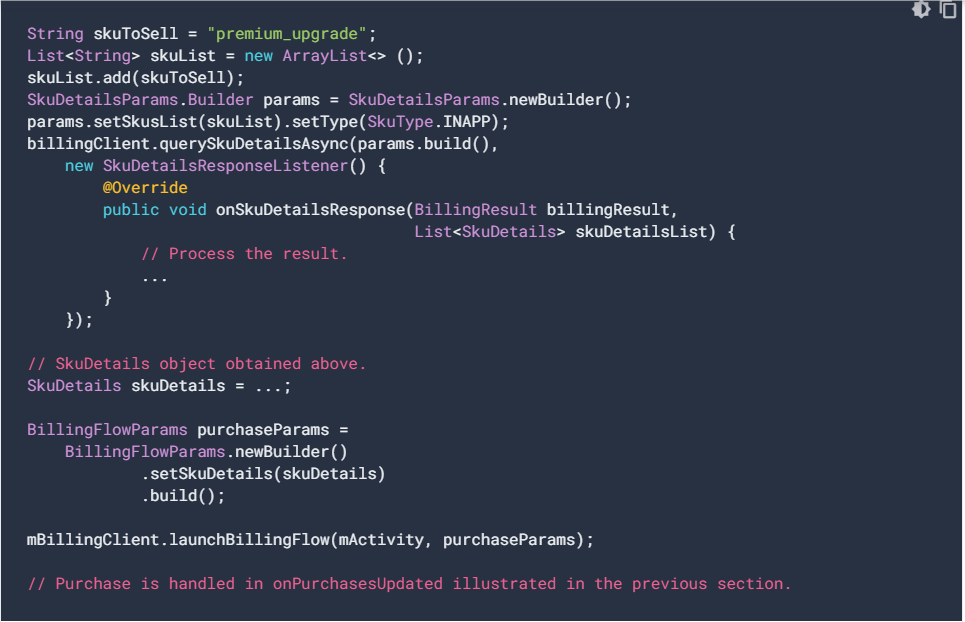 String skuToSell = "premium_upgrade";
List<String> skuList = new ArrayList<> ();
skuList.add(skuToSell);
SkuDetailsParams.Builder params = SkuDetailsParams.newBuilder();
params.setSkusList(skuList).setType(SkuType.INAPP);
billingClient.querySkuDetailsAsync(params.build(),
    new SkuDetailsResponseListener() {
        @Override
        public void onSkuDetailsResponse(BillingResult billingResult,
                                         List<SkuDetails> skuDetailsList) {
            // Process the result.
            ...
        }
    });

// SkuDetails object obtained above.
SkuDetails skuDetails = ...;

BillingFlowParams purchaseParams =
    BillingFlowParams.newBuilder()
            .setSkuDetails(skuDetails)
            .build();

mBillingClient.launchBillingFlow(mActivity, purchaseParams);

// Purchase is handled in onPurchasesUpdated illustrated in the previous section.